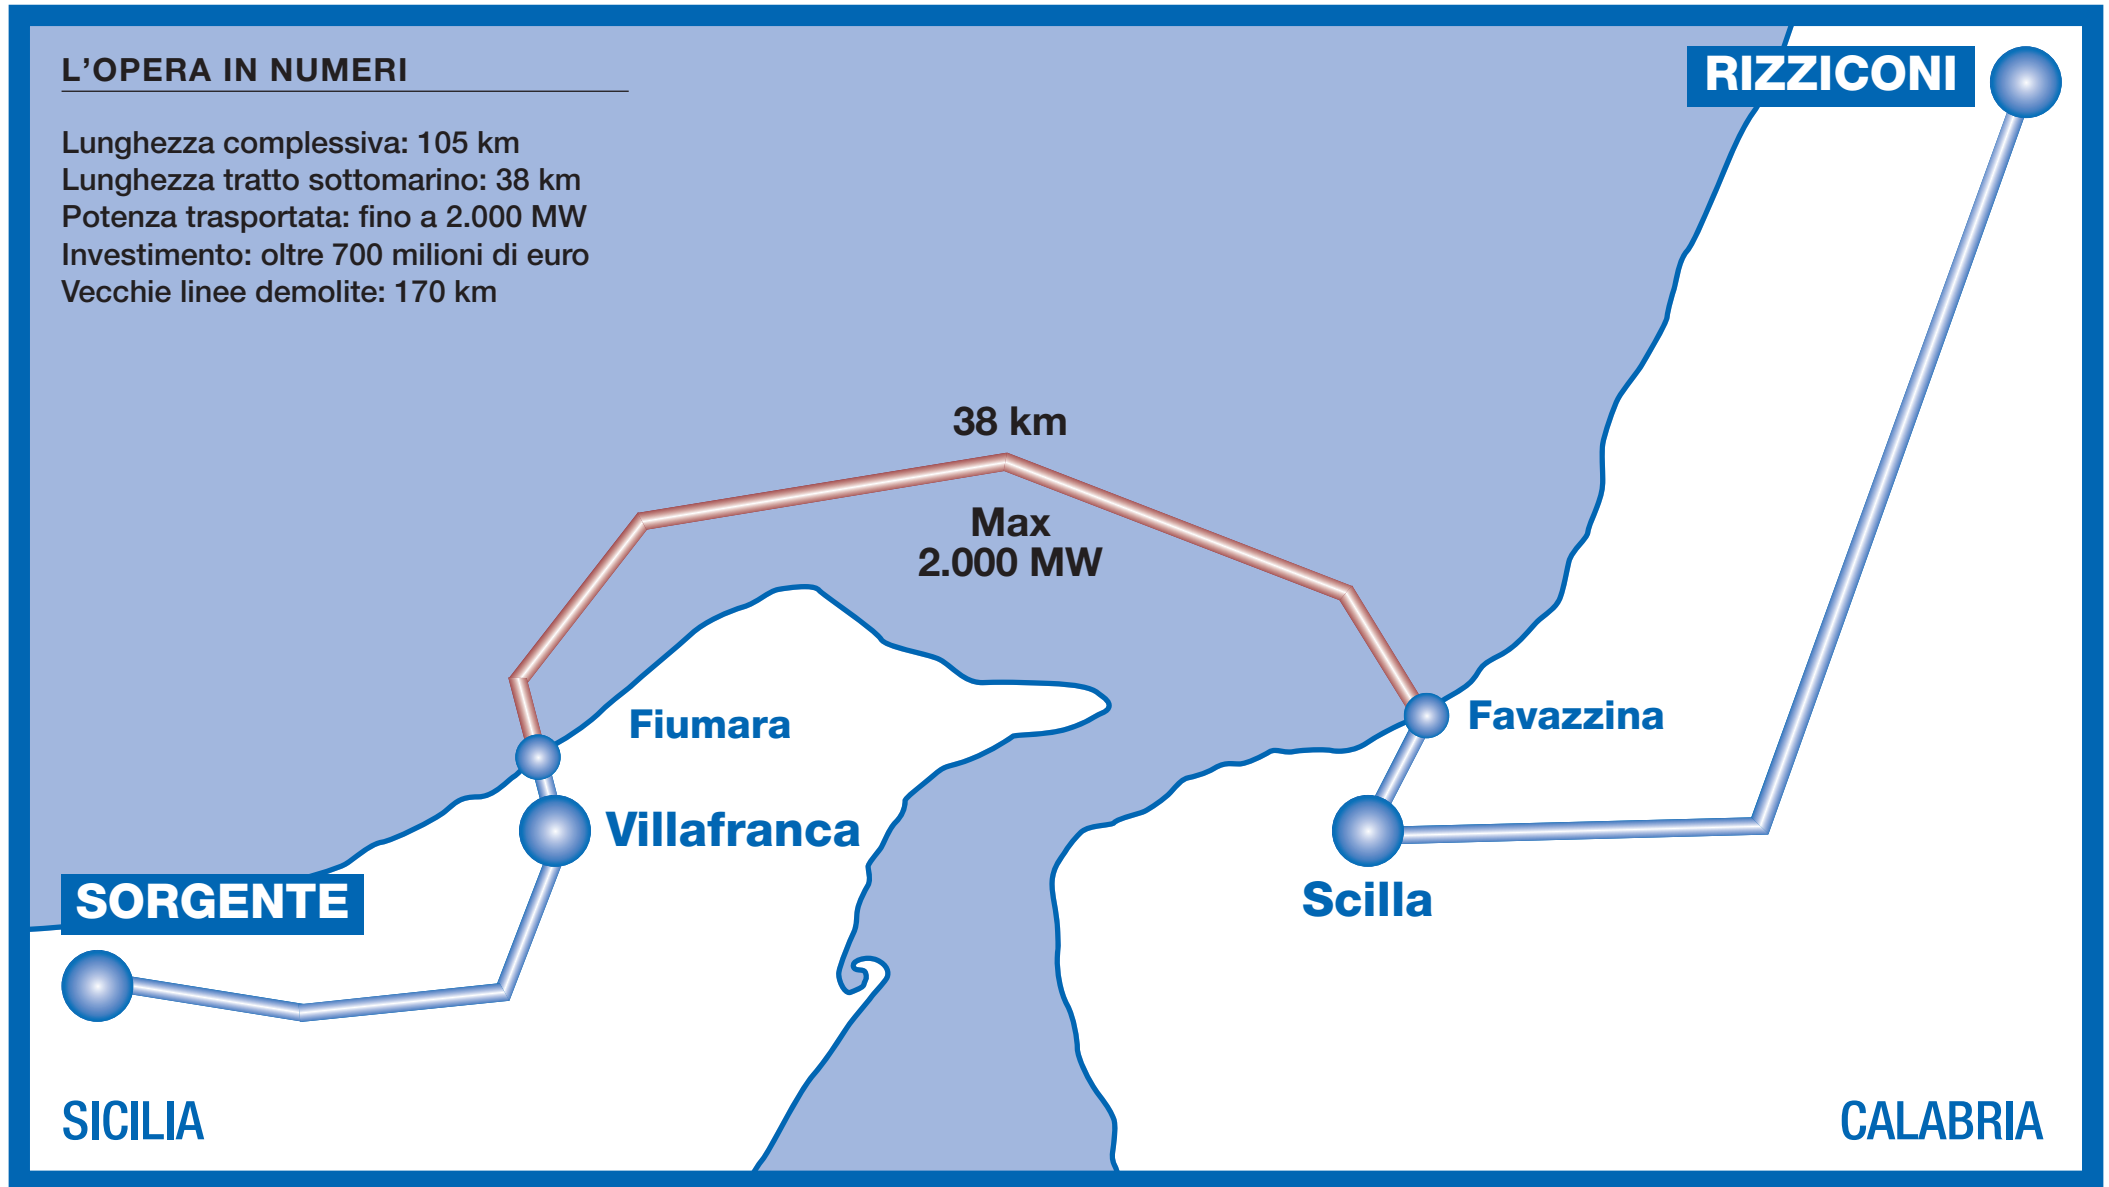 L’OPERA IN NUMERI
Lunghezza complessiva: 105 km
Lunghezza tratto sottomarino: 38 km
Potenza trasportata: fino a 2.000 MW
Investimento: oltre 700 milioni di euro
Vecchie linee demolite: 170 km
RIZZICONI
38 km
Max
2.000 MW
Fiumara
Favazzina
Villafranca
Scilla
SORGENTE
SICILIA
CALABRIA